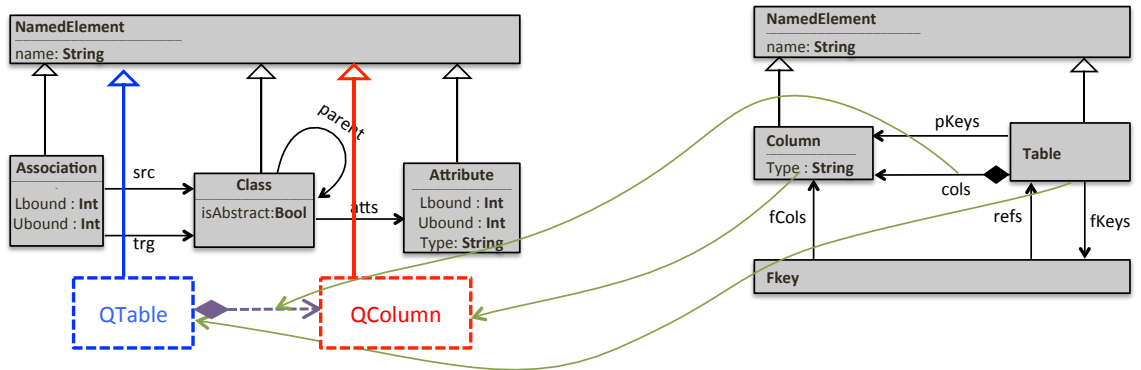 NamedElement
name: String
Association
Lbound : Int
Ubound : Int
src
trg
Class
isAbstract:Bool
parent
atts
Attribute
Lbound : Int
Ubound : Int
Type: String
QTable
QColumn
NamedElement
name: String
Column
Type : String
pKeys
cols
Table
fCols
refs
fKeys
Fkey